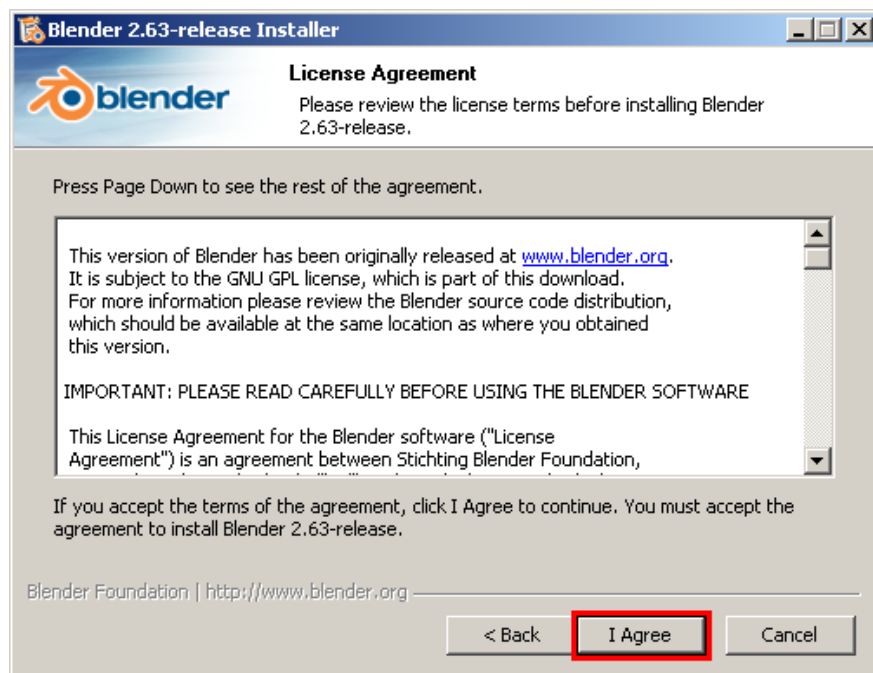 Blender 2.63-release Installer
blender
License Agreement
Please review the license terms before installing Blender
2.63-release.
Press Page Down to see the rest of the agreement.
This version of Blender has been originally released at www.blender.org.
It is subject to the GNU GPL license, which is part of this download.
For more information please review the Blender source code distribution,
which should be available at the same location as where you obtained
this version.
IMPORTANT: PLEASE READ CAREFULLY BEFORE USING THE BLENDER SOFTWARE
This License Agreement for the Blender software ("License
Agreement") is an agreement between Stichting Blender Foundation,
If you accept the terms of the agreement, click I Agree to continue. You must accept the
agreement to install Blender 2.63-release.
Blender Foundation | http://www.blender.org
< Back
I Agree
Cancel